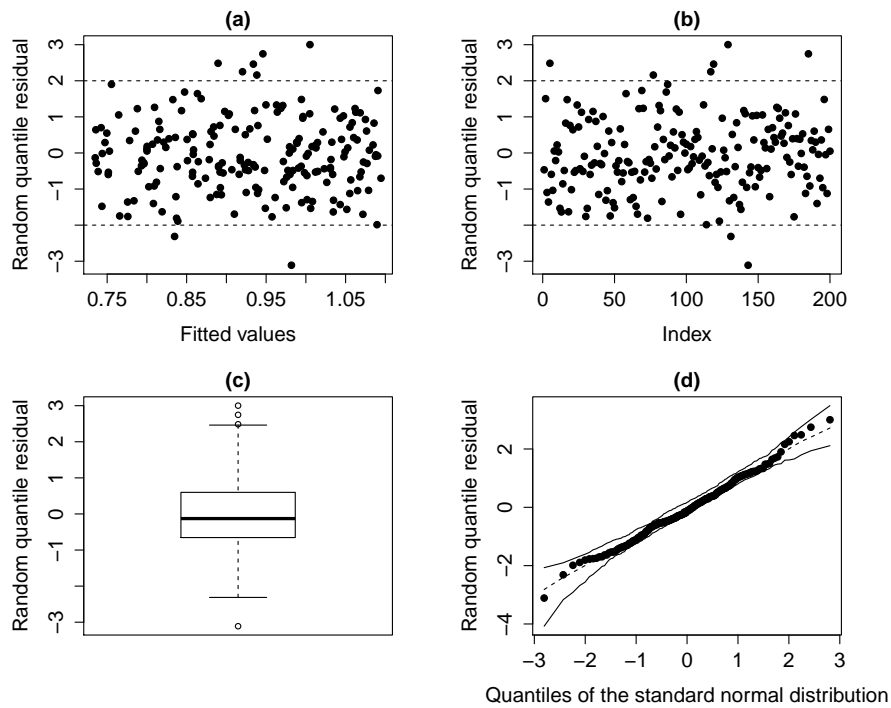 (a)
Random quantile residual
3
2
1
0
−1
−3
0.75 0.85 0.95 1.05
Fitted values
(b)
Random quantile residual
3
2
1
0
−1
−3
0 50 100 150 200
Index
(c)
Random quantile residual
3
2
1
0
−1
−3
(d)
Random quantile residual
2
0
−2
−4
−3 −2 −1 0 1 2 3
Quantiles of the standard normal distribution